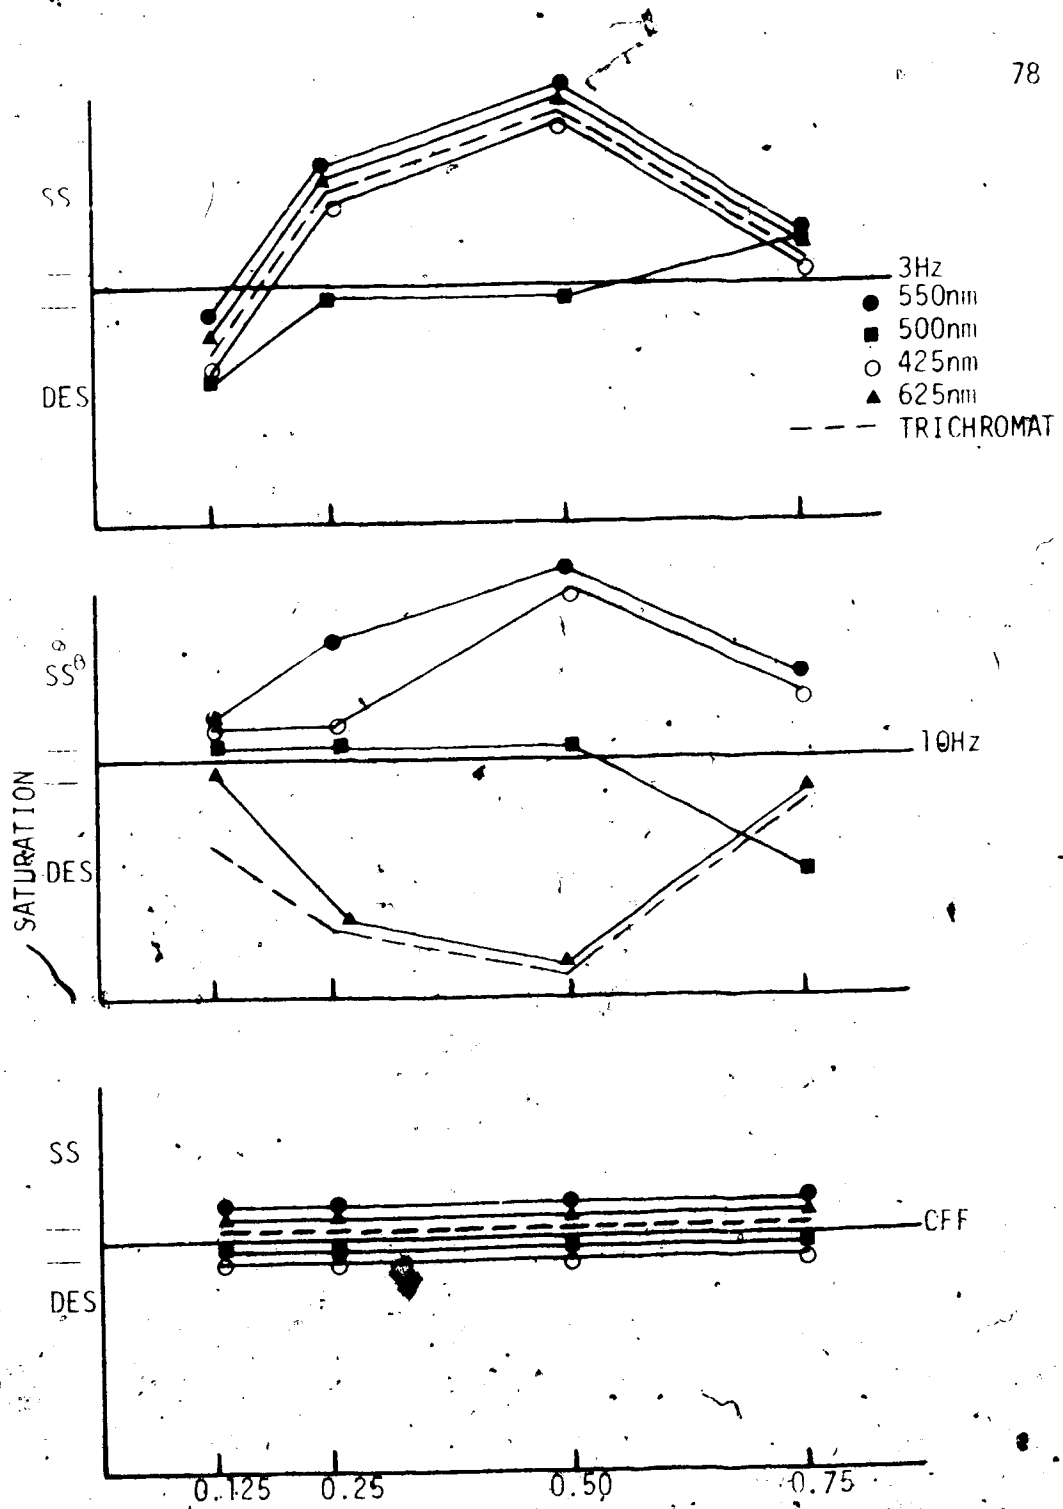 78
SS
3Hz
550nm
500nm
425nm
625nm
TRICHROMAT
DES
SS
10Hz
SATURATION
DES
SS
CFF
DES
0.125 0.25 0.50 0.75